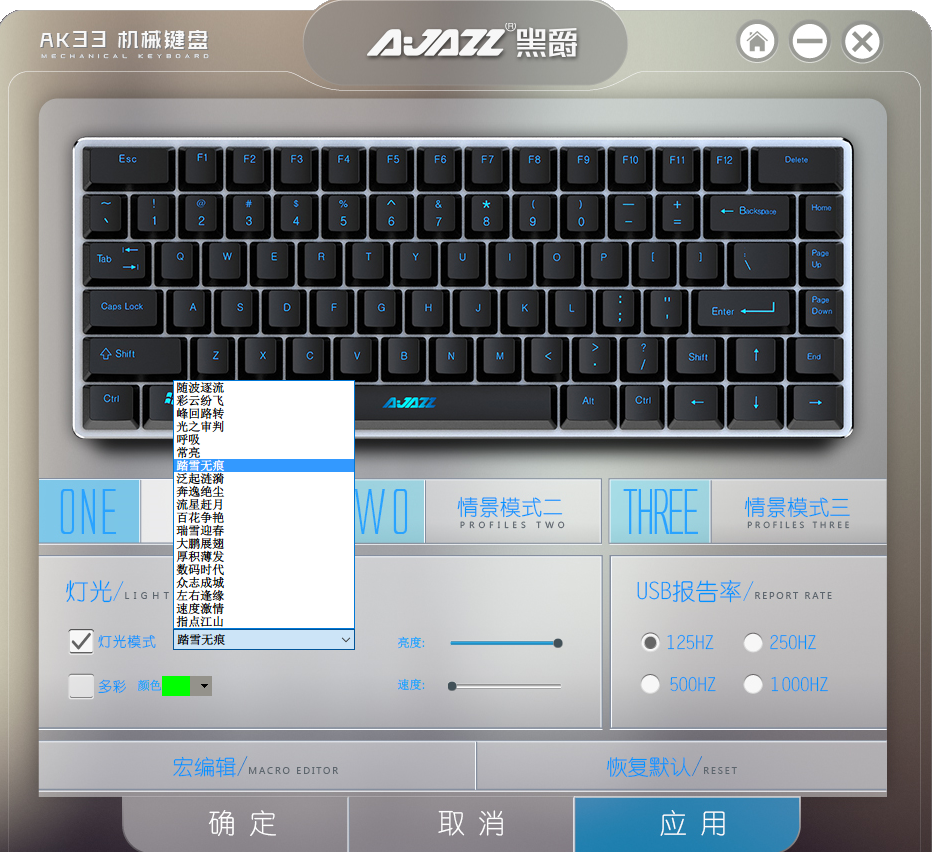 AK33 机械键盘
MECHANICAL KEYBOARD
A-JAZZ® 黑爵
Esc F1 F2 F3 F4 F5 F6 F7 F8 F9 F10 F11 F12 Delete
~ ! @ # $ % ^ & * ( ) — + ← Backspace Home
、 1 2 3 4 5 6 7 8 9 0 – =
Tab Q W E R T Y U I O P [ ] \ Page Up
Caps Lock A S D F G H J K L : ; " ' Enter Page Down
Shift Z X C V B N M < > . ? / Shift ↑ End
Ctrl A-JAZZ Alt Ctrl ← ↓ →
随波逐流
彩云纷飞
峰回路转
光之审判
呼吸
常亮
踏雪无痕
泛起涟漪
奔逸绝尘
流星赶月
百花争艳
瑞雪迎春
大鹏展翅
厚积薄发
数码时代
众志成城
左右逢缘
速度激情
指点江山
ONE
WO 情景模式二
PROFILES TWO
THREE 情景模式三
PROFILES THREE
灯光/LIGHT
灯光模式 踏雪无痕 亮度:
多彩 颜色 速度:
USB报告率/REPORT RATE
125HZ 250HZ
500HZ 1000HZ
宏编辑/MACRO EDITOR
恢复默认/RESET
确定 取消 应用